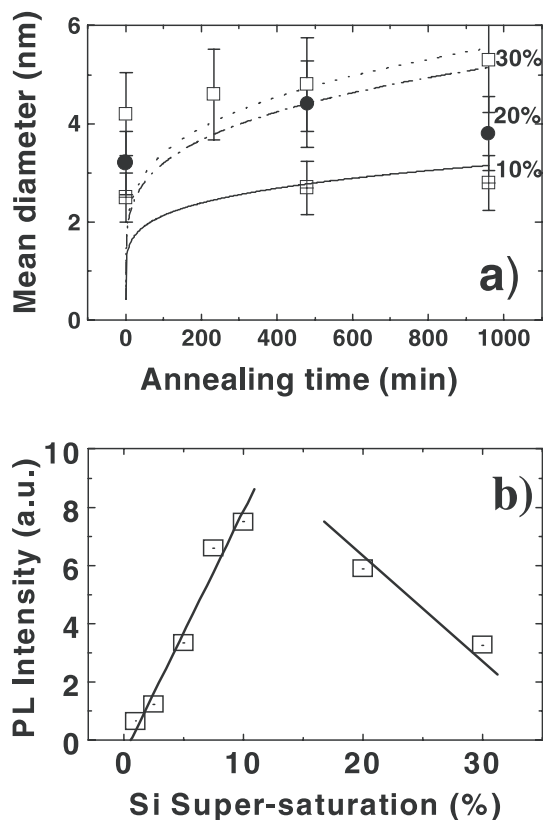 6
4
2
0
Mean diameter (nm)
30%
20%
10%
a)
0 200 400 600 800 1000
Annealing time (min)
10
8
6
4
2
0
PL Intensity (a.u.)
b)
0 10 20 30
Si Super-saturation (%)